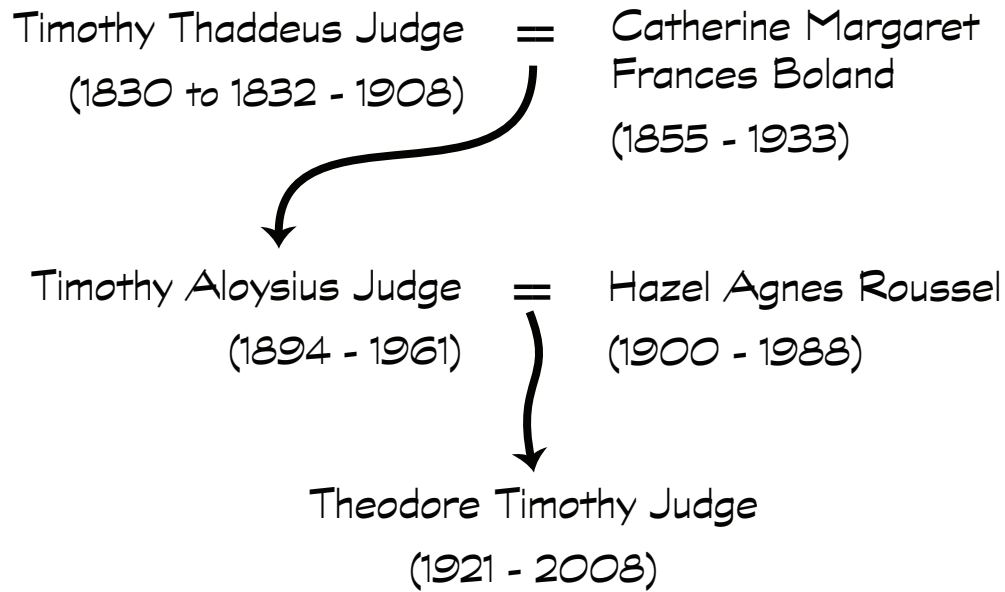 Timothy Thaddeus Judge = Catherine Margaret
Frances Boland
(1830 to 1832 - 1908)
(1855 - 1933)
Timothy Aloysius Judge = Hazel Agnes Roussel
(1894 - 1961)
(1900 - 1988)
Theodore Timothy Judge
(1921 - 2008)